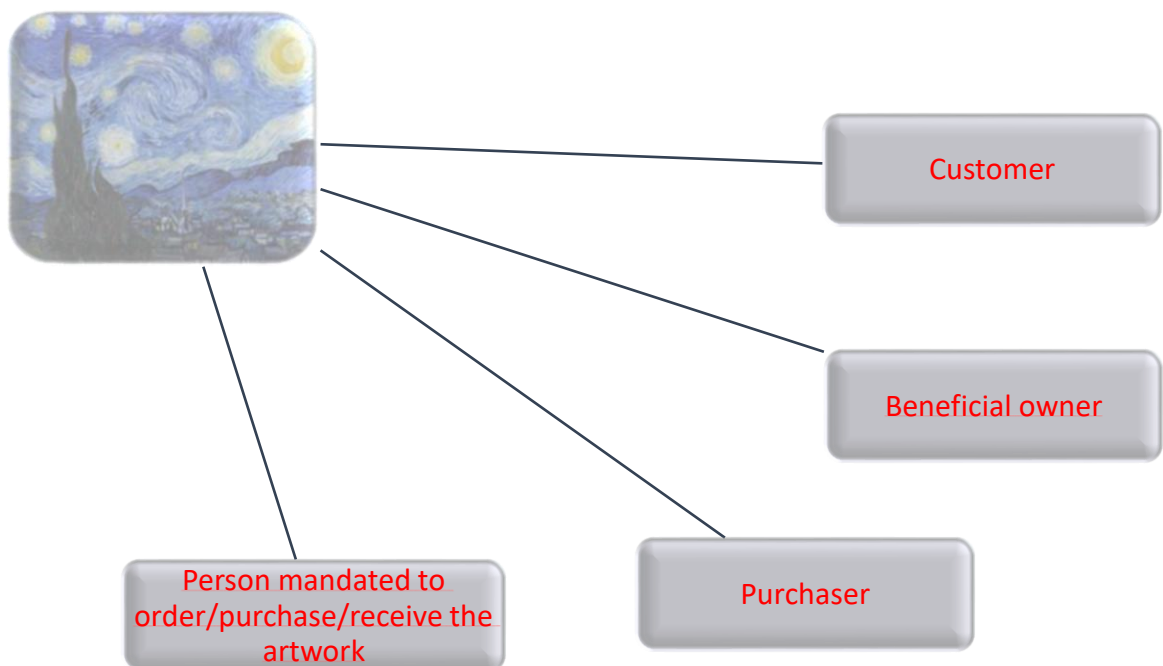 Customer
Beneficial owner
Purchaser
Person mandated to
order/purchase/receive the
artwork